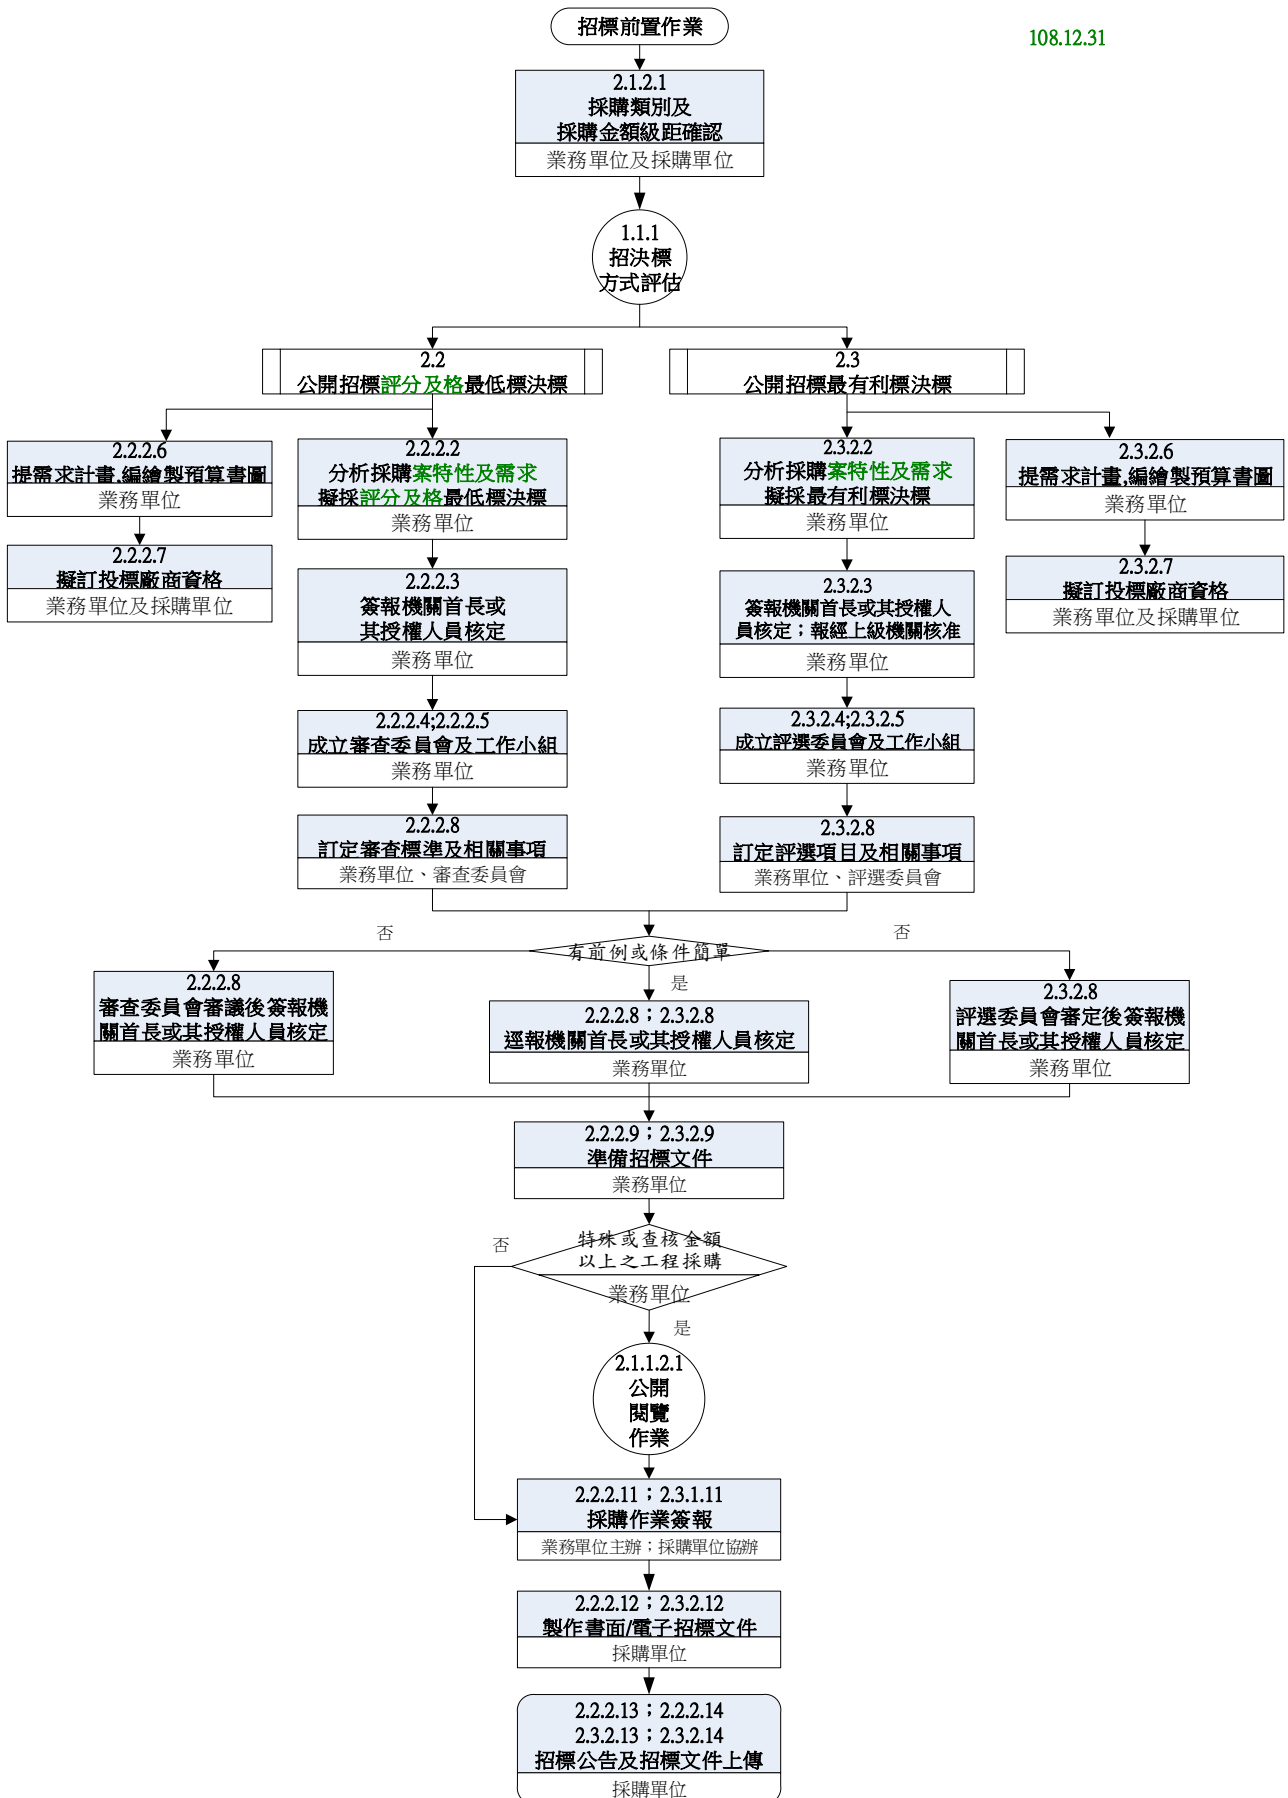 招標前置作業
108.12.31
2.1.2.1
採購類別及
採購金額級距確認
業務單位及採購單位
1.1.1
招決標
方式評估
2.2
公開招標評分及格最低標決標
2.3
公開招標最有利標決標
2.2.2.6
提需求計畫,編繪製預算書圖
業務單位
2.2.2.7
擬訂投標廠商資格
業務單位及採購單位
2.2.2.2
分析採購案特性及需求
擬採評分及格最低標決標
業務單位
2.2.2.3
簽報機關首長或
其授權人員核定
業務單位
2.2.2.4;2.2.2.5
成立審查委員會及工作小組
業務單位
2.2.2.8
訂定審查標準及相關事項
業務單位、審查委員會
2.3.2.2
分析採購案特性及需求
擬採最有利標決標
業務單位
2.3.2.3
簽報機關首長或其授權人
員核定；報經上級機關核准
業務單位
2.3.2.4;2.3.2.5
成立評選委員會及工作小組
業務單位
2.3.2.8
訂定評選項目及相關事項
業務單位、評選委員會
2.3.2.6
提需求計畫,編繪製預算書圖
業務單位
2.3.2.7
擬訂投標廠商資格
業務單位及採購單位
否
有前例或條件簡單
否
是
2.2.2.8
審查委員會審議後簽報機
關首長或其授權人員核定
業務單位
2.2.2.8；2.3.2.8
逕報機關首長或其授權人員核定
業務單位
2.3.2.8
評選委員會審定後簽報機
關首長或其授權人員核定
業務單位
2.2.2.9；2.3.2.9
準備招標文件
業務單位
否
特殊或查核金額
以上之工程採購
業務單位
是
2.1.1.2.1
公開
閱覽
作業
2.2.2.11；2.3.1.11
採購作業簽報
業務單位主辦；採購單位協辦
2.2.2.12；2.3.2.12
製作書面/電子招標文件
採購單位
2.2.2.13；2.2.2.14
2.3.2.13；2.3.2.14
招標公告及招標文件上傳
採購單位